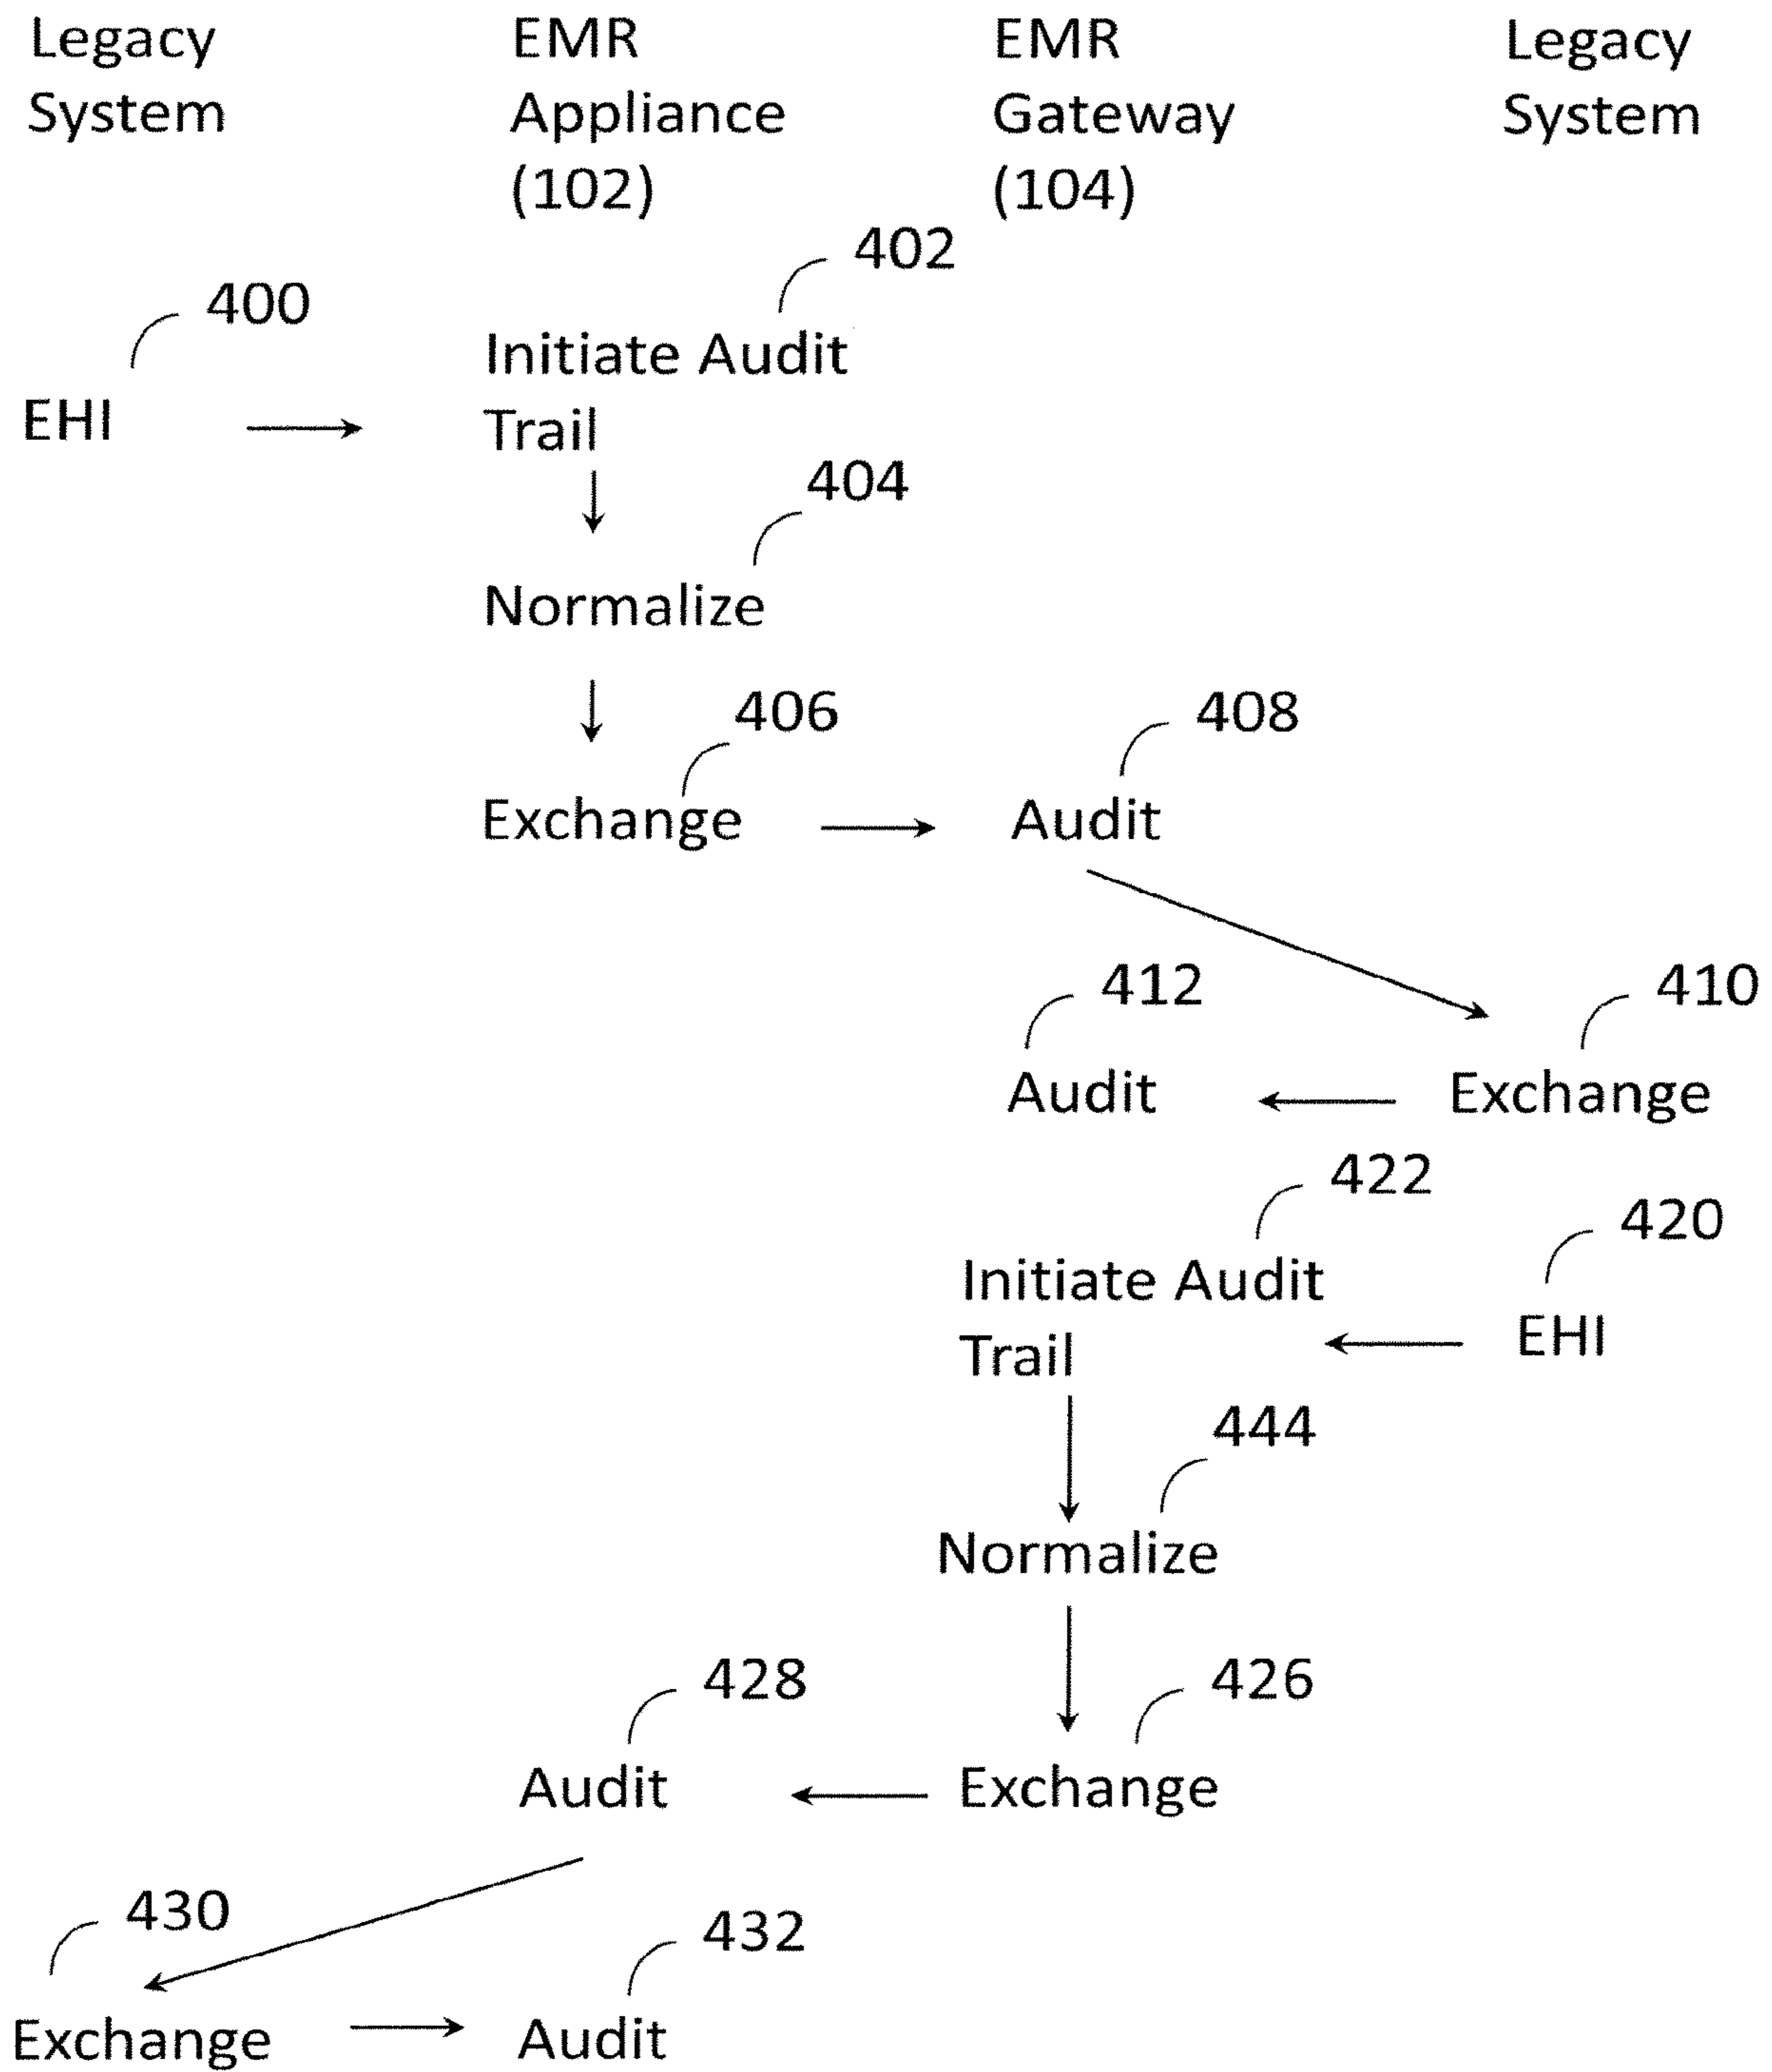 Legacy
System
EMR
Appliance
(102)
EMR
Gateway
(104)
Legacy
System
400
402
EHI
Initiate Audit
Trail
404
Normalize
406
408
Exchange
Audit
412
410
Audit
Exchange
422
420
Initiate Audit
Trail
EHI
444
Normalize
428
426
Audit
Exchange
430
432
Exchange
Audit